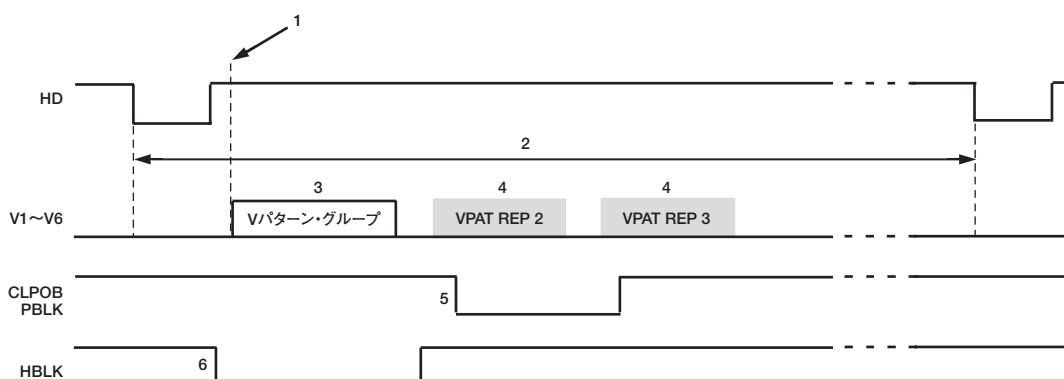 1
HD
2
3
4
4
V1～V6
Vパターン・グループ
VPAT REP 2
VPAT REP 3
CLPOB
PBLK
5
HBLK
6